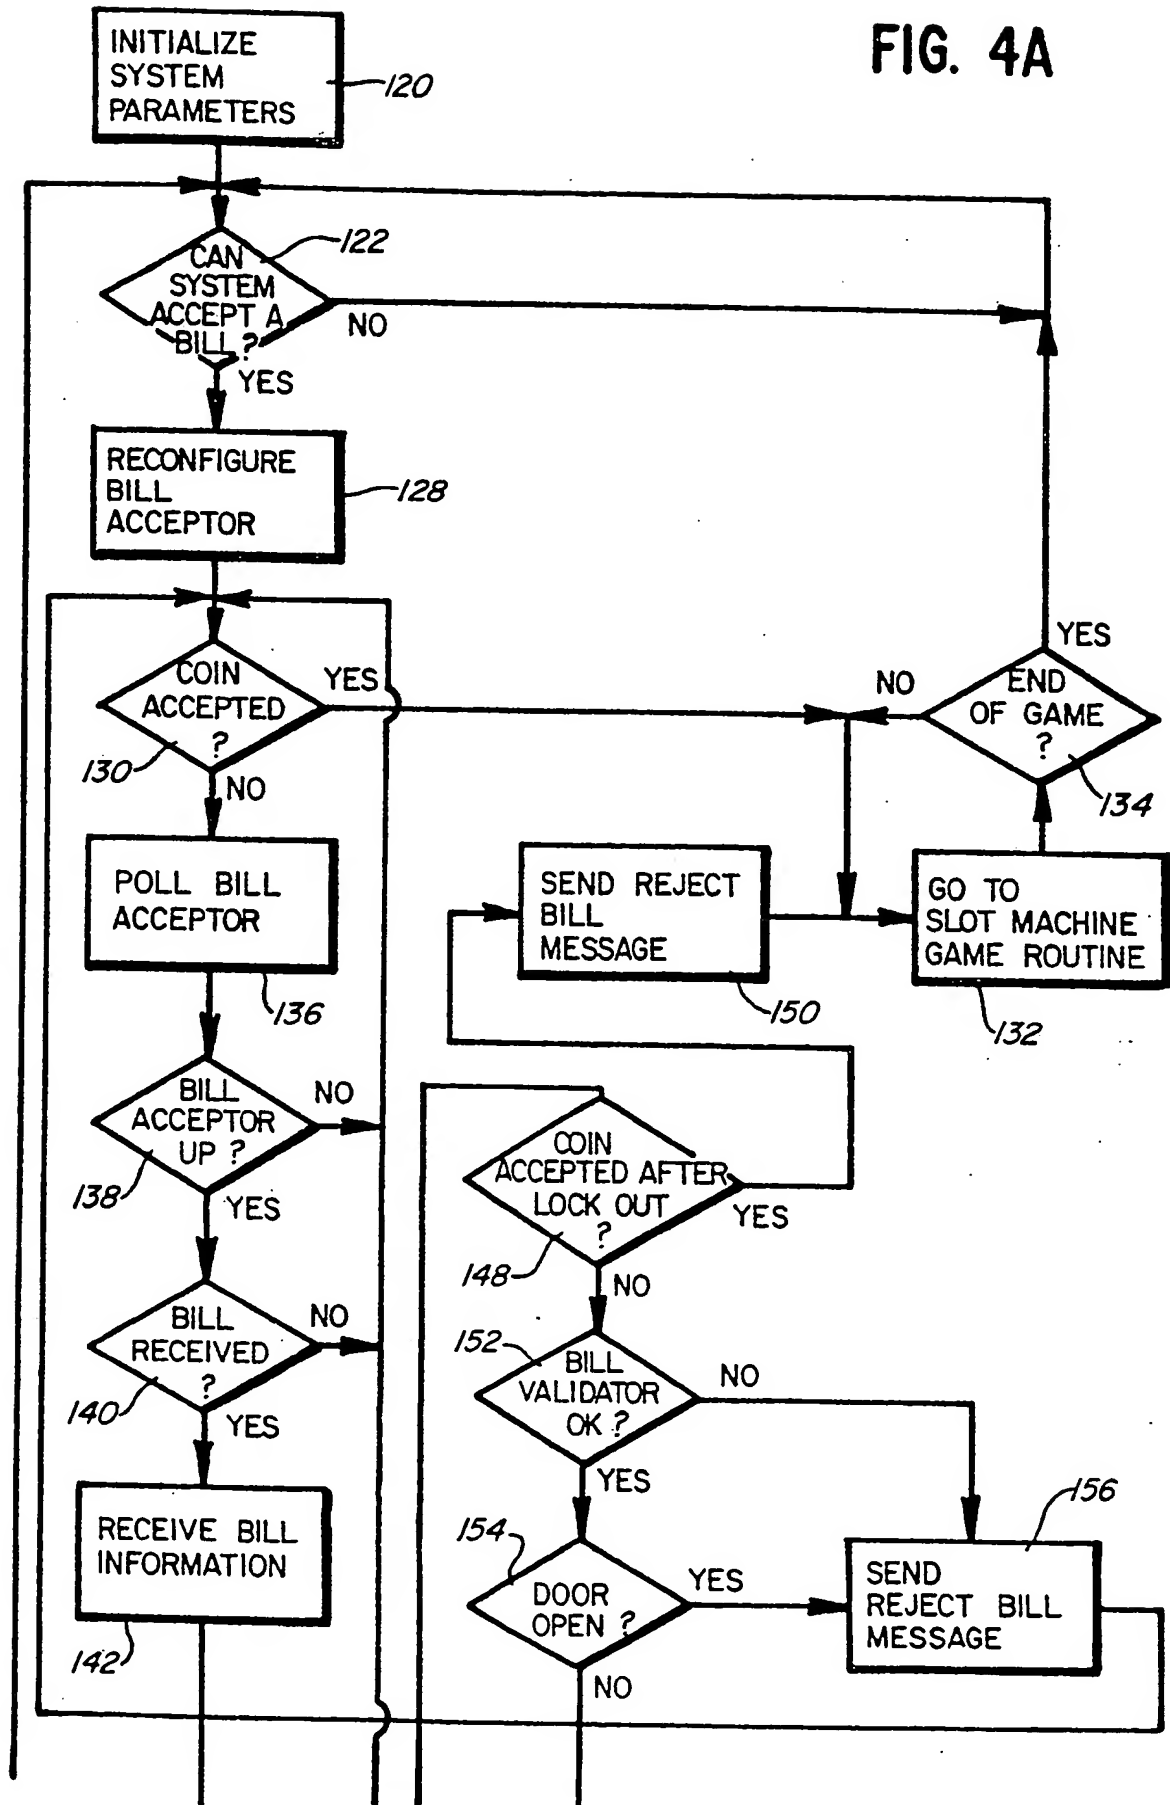 FIG. 4A
INITIALIZE
SYSTEM
PARAMETERS
120
CAN
SYSTEM
ACCEPT A
BILL ?
122
NO
YES
RECONFIGURE
BILL
ACCEPTOR
128
COIN
ACCEPTED
?
130
YES
NO
END
OF GAME
?
134
YES
NO
POLL BILL
ACCEPTOR
136
SEND REJECT
BILL
MESSAGE
150
GO TO
SLOT MACHINE
GAME ROUTINE
132
BILL
ACCEPTOR
UP ?
138
NO
YES
COIN
ACCEPTED AFTER
LOCK OUT
?
148
YES
NO
BILL
RECEIVED
?
140
NO
YES
152
BILL
VALIDATOR
OK ?
NO
YES
RECEIVE BILL
INFORMATION
142
154
DOOR
OPEN ?
YES
NO
156
SEND
REJECT BILL
MESSAGE